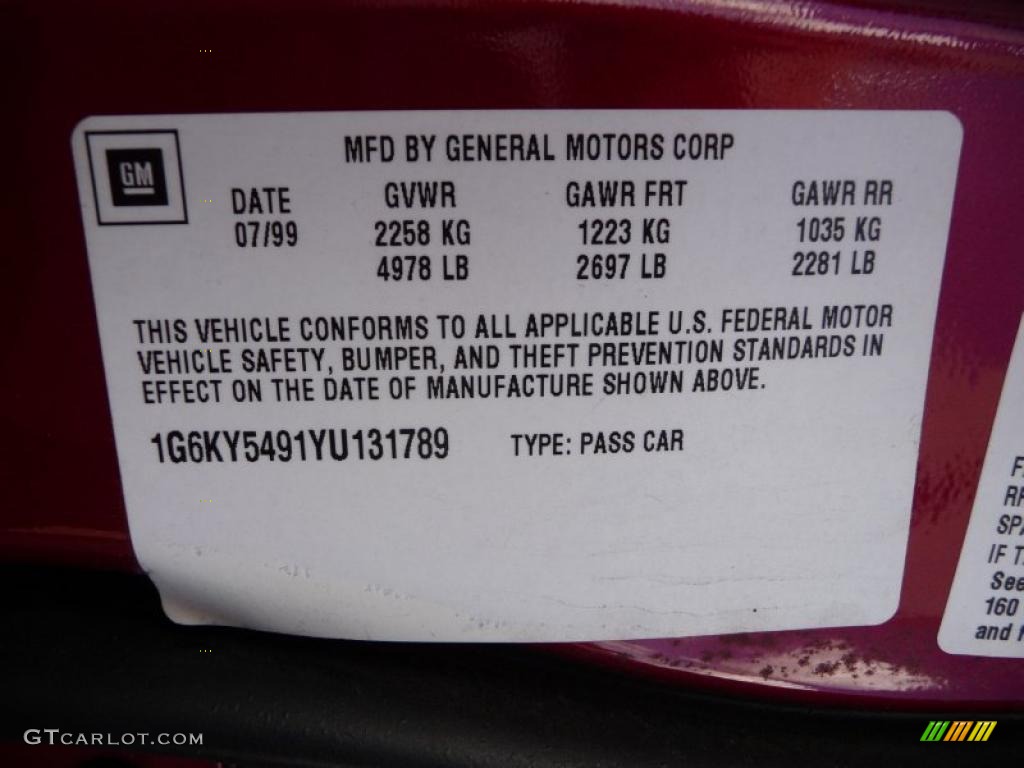 MFD BY GENERAL MOTORS CORP
GM
DATE GVWR GAWR FRT GAWR RR
07/99 2258 KG 1223 KG 1035 KG
4978 LB 2697 LB 2281 LB
THIS VEHICLE CONFORMS TO ALL APPLICABLE U.S. FEDERAL MOTOR
VEHICLE SAFETY, BUMPER, AND THEFT PREVENTION STANDARDS IN
EFFECT ON THE DATE OF MANUFACTURE SHOWN ABOVE.
1G6KY5491YU131789 TYPE: PASS CAR
IF
See
160
and
GTCARLOT.COM